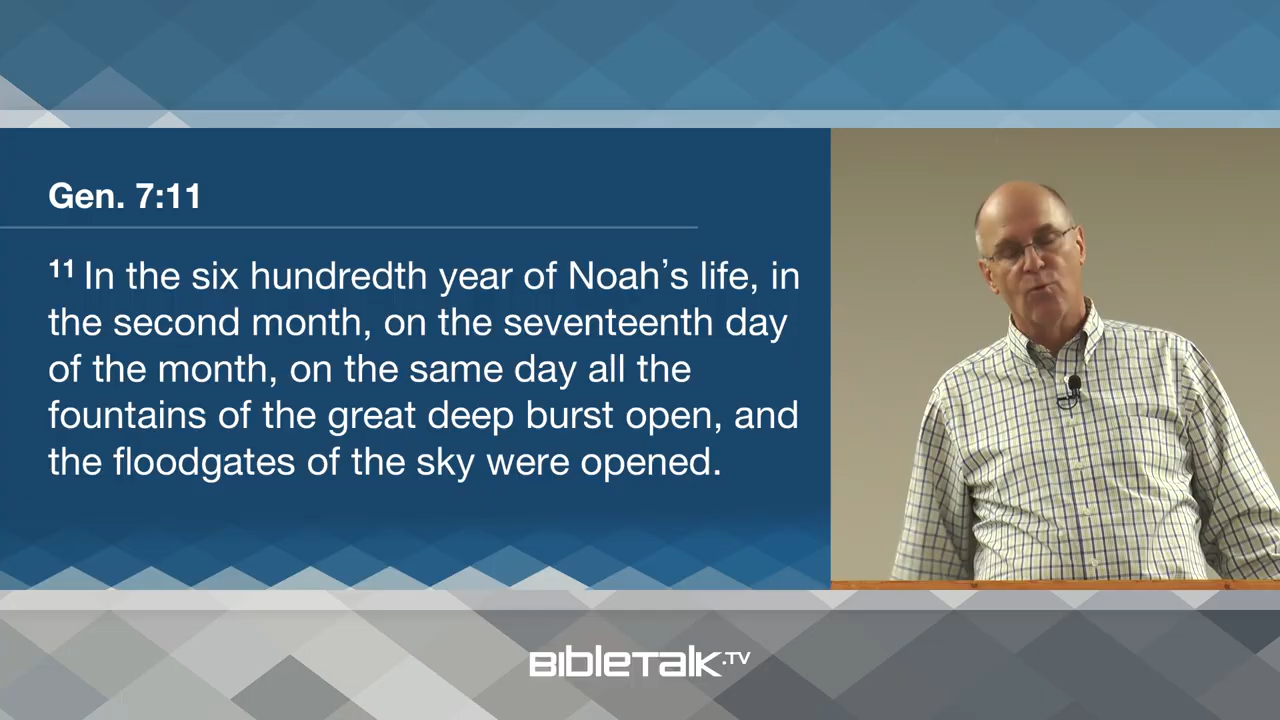 Gen. 7:11
11 In the six hundredth year of Noah’s life, in
the second month, on the seventeenth day
of the month, on the same day all the
fountains of the great deep burst open, and
the floodgates of the sky were opened.
BIBLETALK.TV